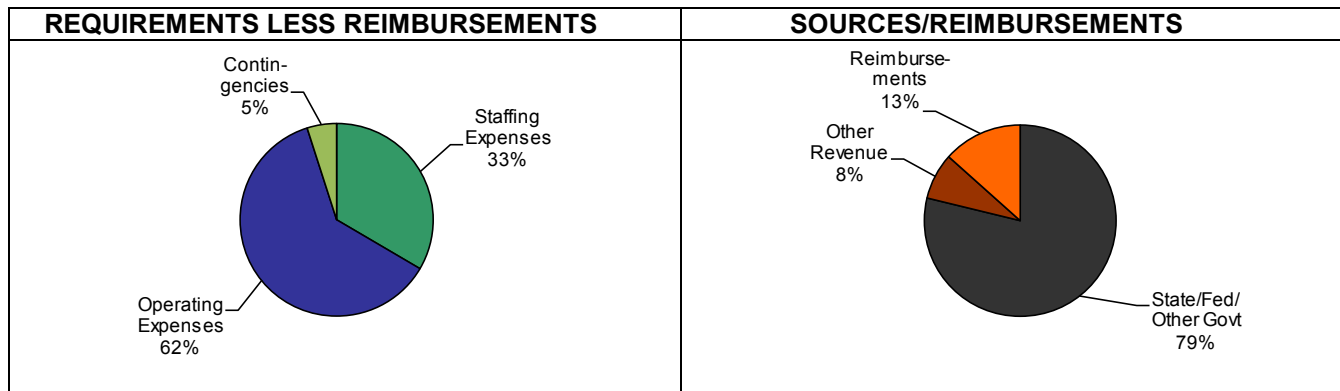 REQUIREMENTS LESS REIMBURSEMENTS
Contin-
gencies
5%
Staffing
Expenses
33%
Operating
Expenses
62%
SOURCES/REIMBURSEMENTS
Reimburse-
ments
13%
Other
Revenue
8%
State/Fed/
Other Govt
79%